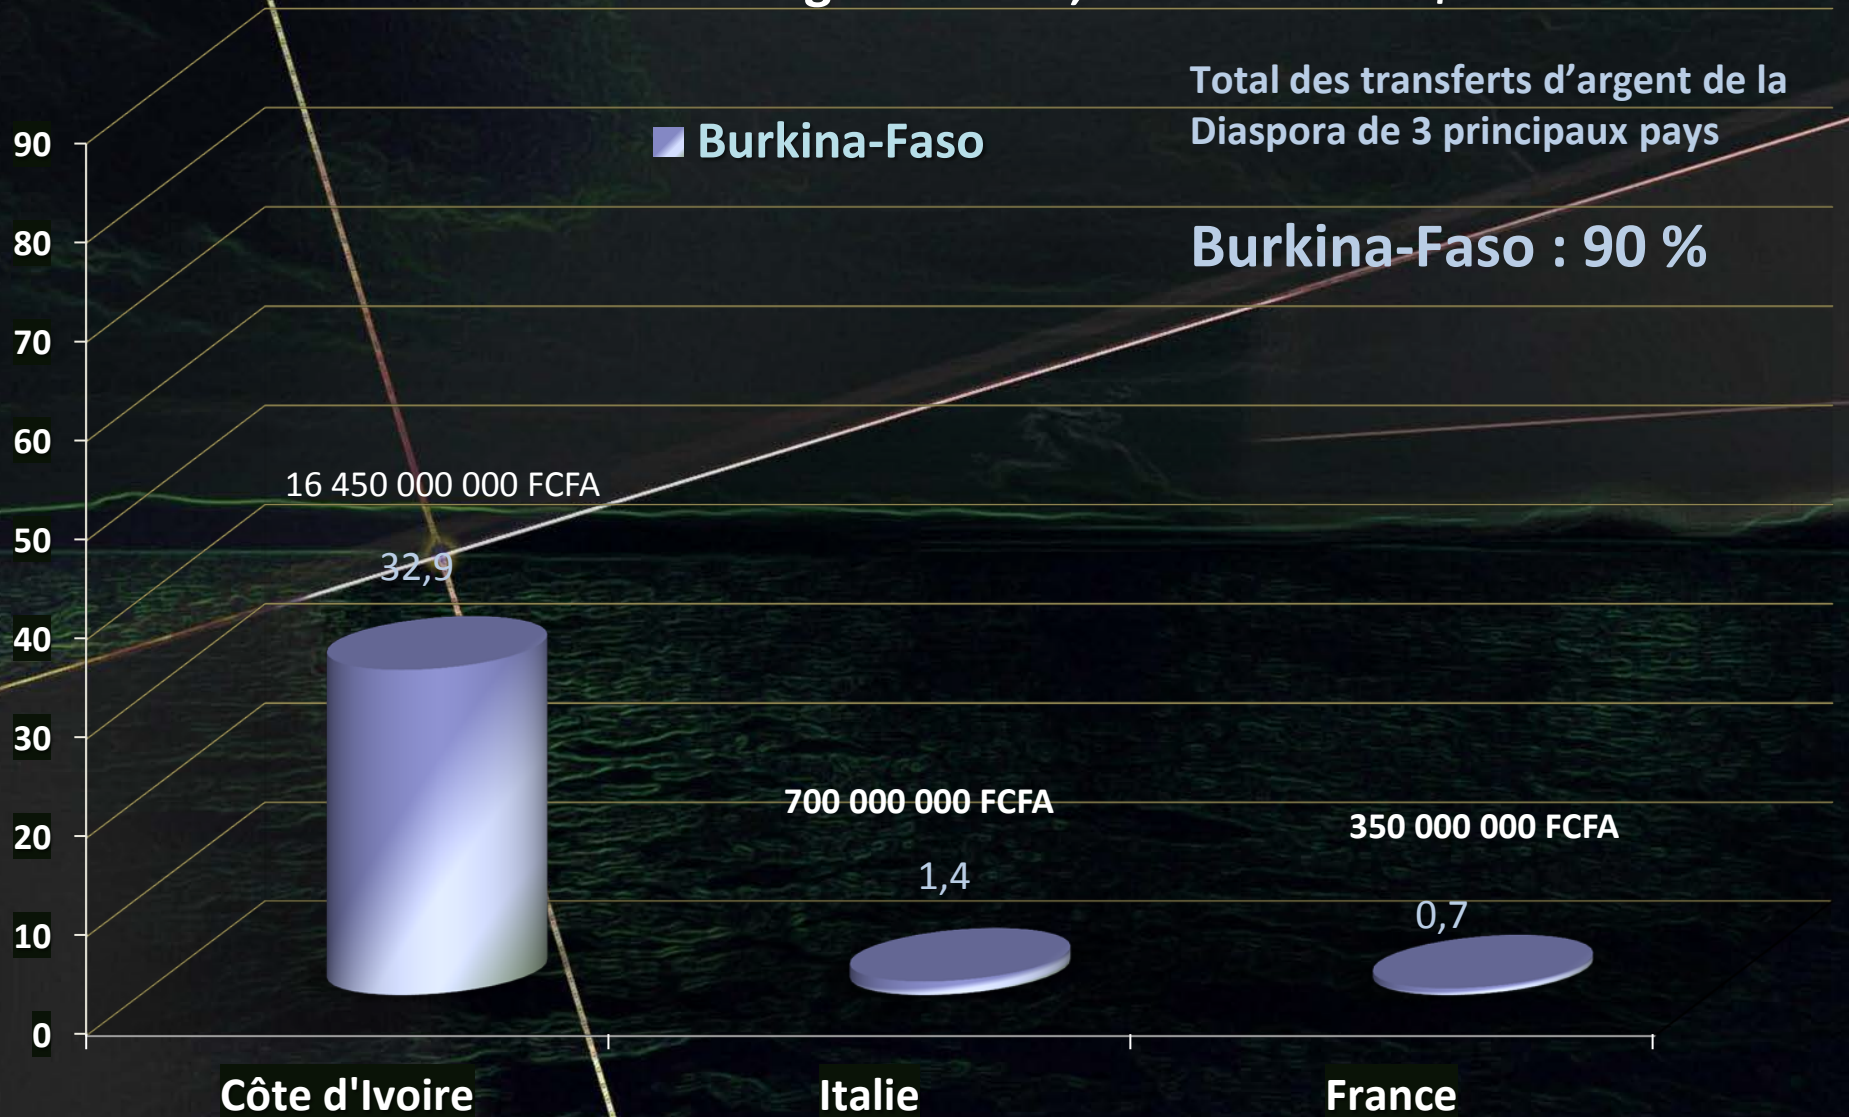 Total des transferts d’argent de la
Diaspora de 3 principaux pays
Burkina-Faso
Burkina-Faso : 90 %
90
80
70
60
50
40
30
20
10
0
16 450 000 000 FCFA
32,9
700 000 000 FCFA
1,4
350 000 000 FCFA
0,7
Côte d'Ivoire
Italie
France